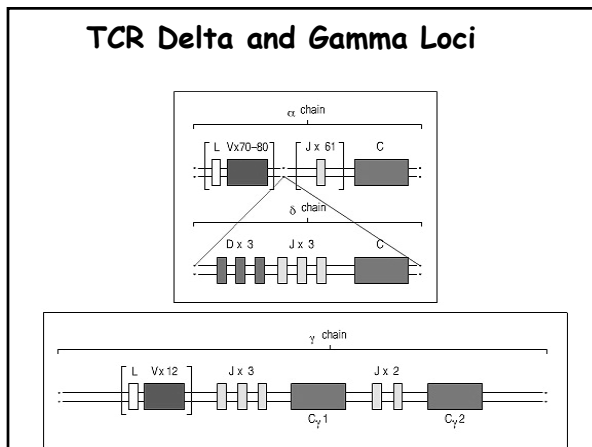 TCR Delta and Gamma Loci
α chain
L Vx70–80 J x 61 C
δ chain
D x 3 J x 3 C
γ chain
L Vx12 J x 3 J x 2
Cγ1 Cγ2